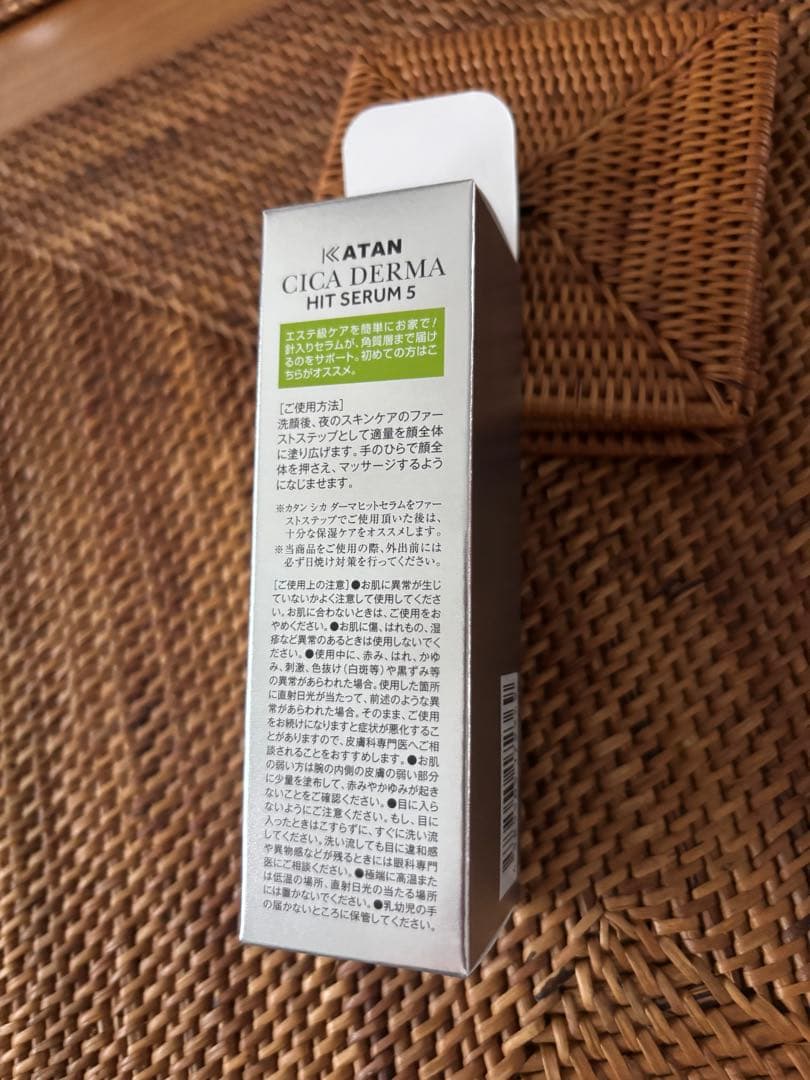 KATAN
CICA DERMA
HIT SERUM 5
エステ級ケアを簡単にお家で!
針入りセラムが、角質層まで届け
るのをサポート。初めての方はこ
ちらがオススメ。
[ご使用方法]
洗顔後、夜のスキンケアのファー
ストステップとして適量を顔全体
に塗り広げます。手のひらで顔全
体を押さえ、マッサージするよう
になじませます。
※カタン シカ ダーマヒットセラムをファー
ストステップでご使用頂いた後は、
十分な保湿ケアをオススメします。
※当商品をご使用の際、外出前には
必ず日焼け対策を行ってください。
[ご使用上の注意]●お肌に異常が生じ
ていないかよく注意して使用してくださ
い。お肌に合わないときは、ご使用をお
やめください。●お肌に傷、はれもの、湿
疹など異常のあるときは使用しないでく
ださい。●使用中に、赤み、はれ、かゆ
み、刺激、色抜け(白斑等)や黒ずみ等
の異常があらわれた場合。使用した箇所
に直射日光が当たって、前述のような異
常があらわれた場合。そのまま、ご使用
をお続けになりますと症状が悪化するこ
とがありますので、皮膚科専門医へご相
談されることをおすすめします。●お肌
の弱い方は腕の内側の皮膚の弱い部分
に少量を塗布して、赤みやかゆみが起き
ないことをご確認ください。●目に入ら
ないようにご注意ください。もし、目に
入ったときはこすらずに、すぐに洗い流
してください。洗い流しても目に違和感
や異物感などが残るときには眼科専門
医にご相談ください。●極端に高温また
は低温の場所、直射日光の当たる場所
には置かないでください。●乳幼児の手
の届かないところに保管してください。